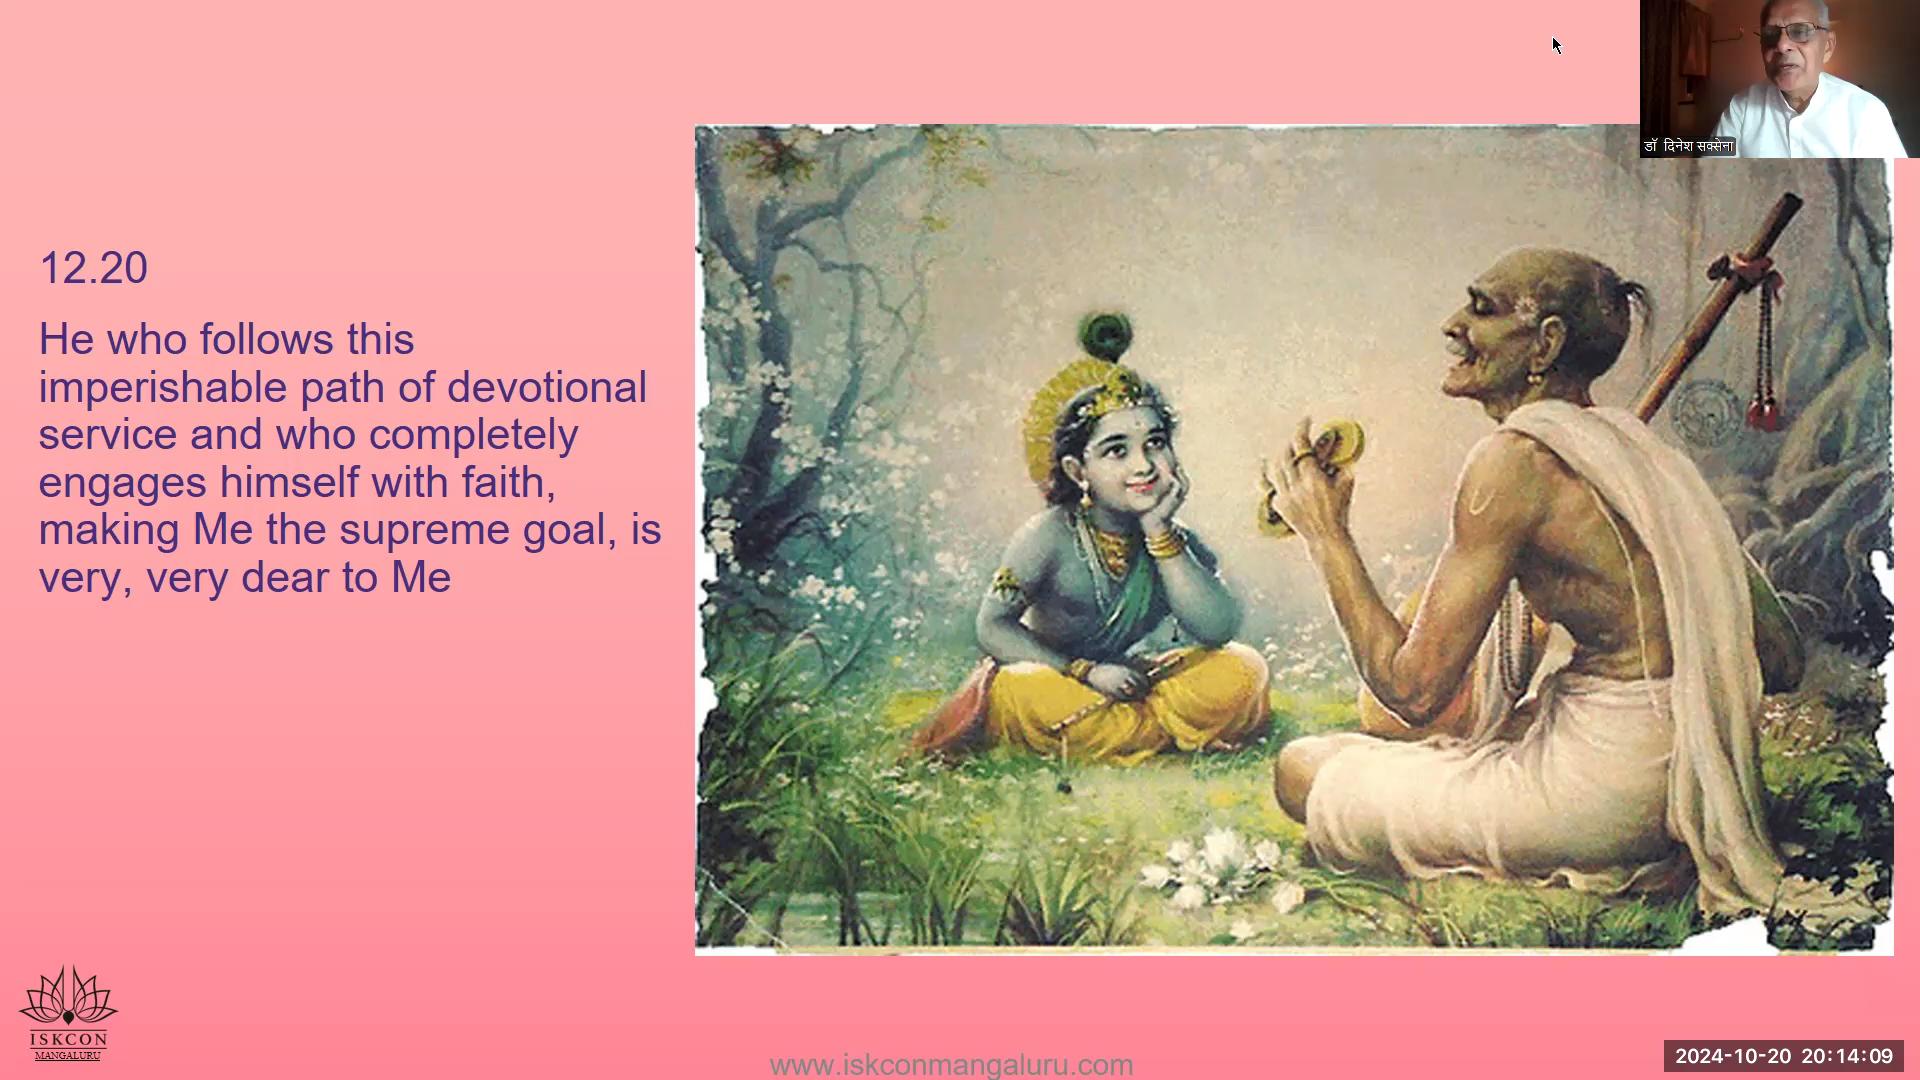 डॉ दिनेश सक्सेना
12.20
He who follows this
imperishable path of devotional
service and who completely
engages himself with faith,
making Me the supreme goal, is
very, very dear to Me
ISKCON
MANGALURU
www.iskconmangaluru.com
2024-10-20 20:14:09